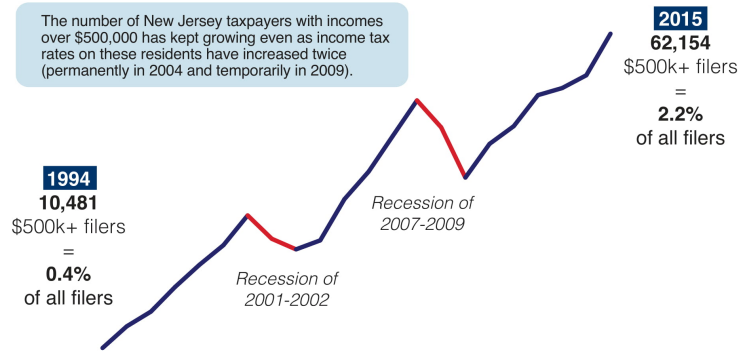 The number of New Jersey taxpayers with incomes
over $500,000 has kept growing even as income tax
rates on these residents have increased twice
(permanently in 2004 and temporarily in 2009).
2015
62,154
$500k+ filers
=
2.2%
of all filers
1994
10,481
$500k+ filers
=
0.4%
of all filers
Recession of
2007-2009
Recession of
2001-2002